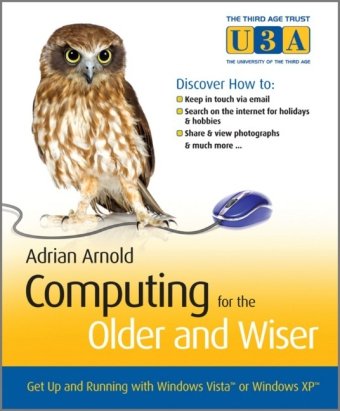 THE THIRD AGE TRUST
U3A
THE UNIVERSITY OF THE THIRD AGE
Discover How to:
Keep in touch via email
Search on the internet for holidays
& hobbies
Share & view photographs
& much more ...
Adrian Arnold
Computing for the
Older and Wiser
Get Up and Running with Windows Vista™ or Windows XP™